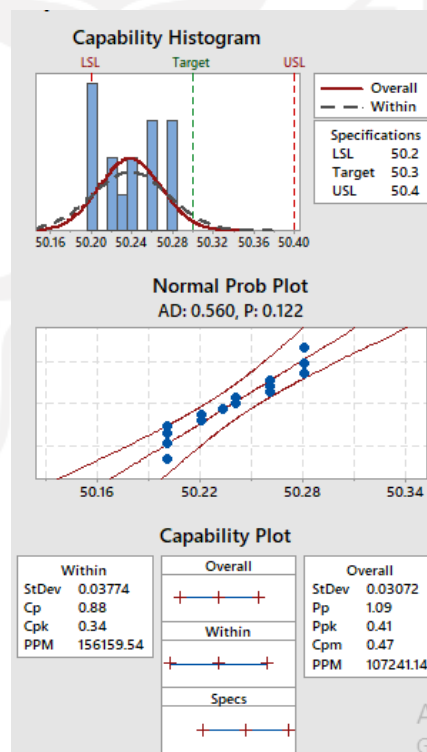 Capability Histogram
LSL Target USL
Overall
Within
Specifications
LSL 50.2
Target 50.3
USL 50.4
50.16 50.20 50.24 50.28 50.32 50.36 50.40
Normal Prob Plot
AD: 0.560, P: 0.122
50.16 50.22 50.28 50.34
Capability Plot
Within
StDev 0.03774
Cp 0.88
Cpk 0.34
PPM 156159.54
Overall
Within
Specs
Overall
StDev 0.03072
Pp 1.09
Ppk 0.41
Cpm 0.47
PPM 107241.14